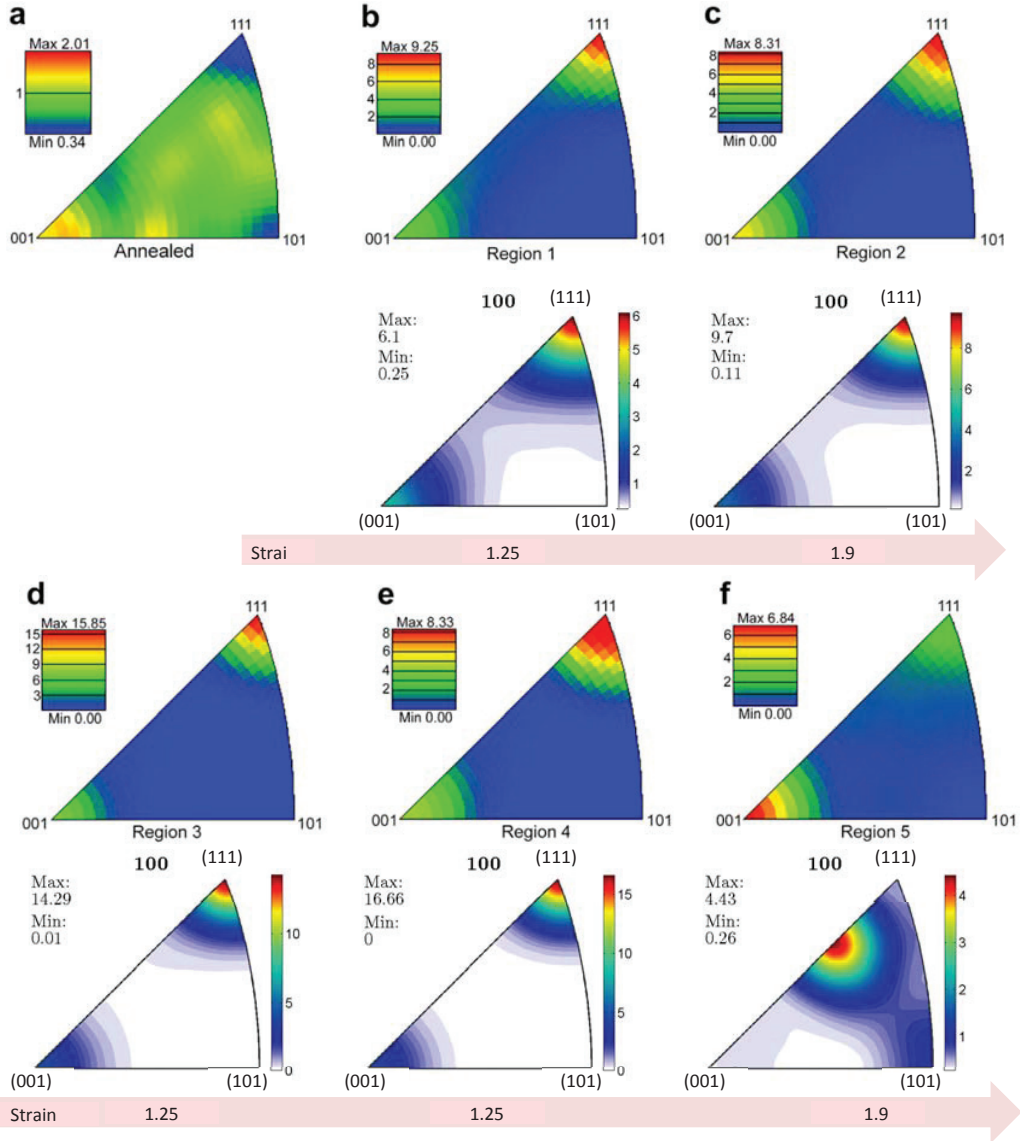 a
111
Max 2.01
1
Min 0.34
001
101
Annealed
b
111
Max 9.25
8
6
4
2
Min 0.00
001
101
Region 1
c
111
Max 8.31
8
6
4
2
Min 0.00
001
101
Region 2
100 (111)
Max:
6.1
Min:
0.25
6
5
4
3
2
1
(001) (101)
100 (111)
Max:
9.7
Min:
0.11
8
6
4
2
(001) (101)
Strai 1.25 1.9
d
111
Max 15.85
15
12
9
6
3
Min 0.00
001
101
Region 3
e
111
Max 8.33
8
6
4
2
Min 0.00
001
101
Region 4
f
111
Max 6.84
6
4
2
Min 0.00
001
101
Region 5
100 (111)
Max:
14.29
Min:
0.01
10
5
0
(001) (101)
100 (111)
Max:
16.66
Min:
0
15
10
5
0
(001) (101)
100 (111)
Max:
4.43
Min:
0.26
4
3
2
1
(001) (101)
Strain 1.25 1.25 1.9